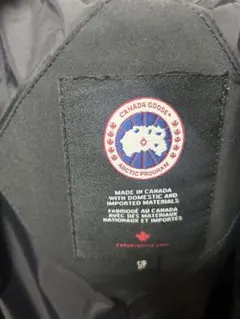 CANADA GOOSE
ARCTIC PROGRAM
MADE IN CANADA
WITH DOMESTIC AND
IMPORTED MATERIALS
FABRIQUÉ AU CANADA
AVEC DES MATÉRIAUX
NATIONAUX ET IMPORTÉS
S/P